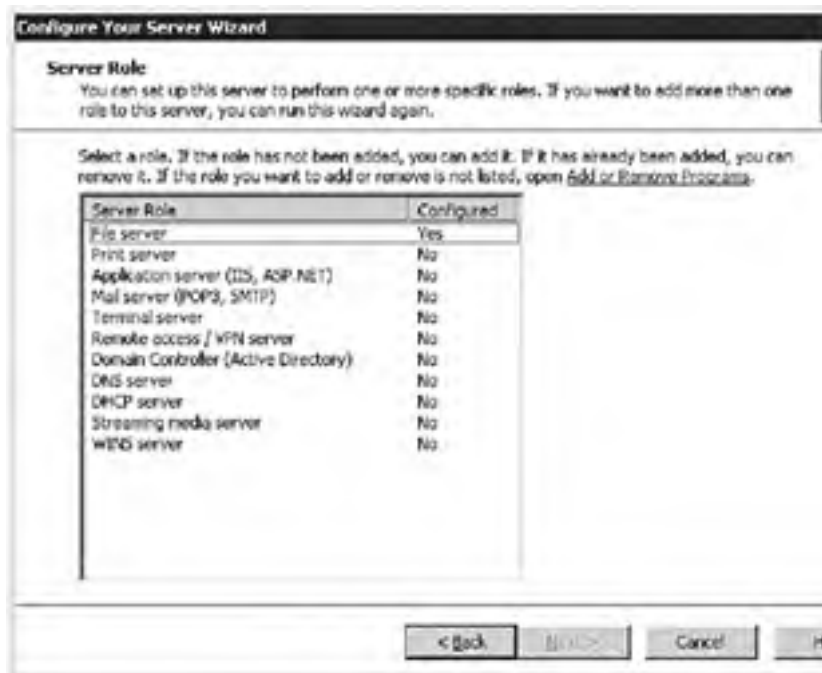 Configure Your Server Wizard
Server Role
You can set up this server to perform one or more specific roles. If you want to add more than one
role to this server, you can run this wizard again.
Select a role. If the role has not been added, you can add it. If it has already been added, you can
remove it. If the role you want to add or remove is not listed, open Add or Remove Programs.
Server Role Configured
File server Yes
Print server No
Application server (IIS, ASP.NET) No
Mail server (POP3, SMTP) No
Terminal server No
Remote access / VPN server No
Domain Controller (Active Directory) No
DNS server No
DHCP server No
Streaming media server No
WINS server No
< Back Next > Cancel H